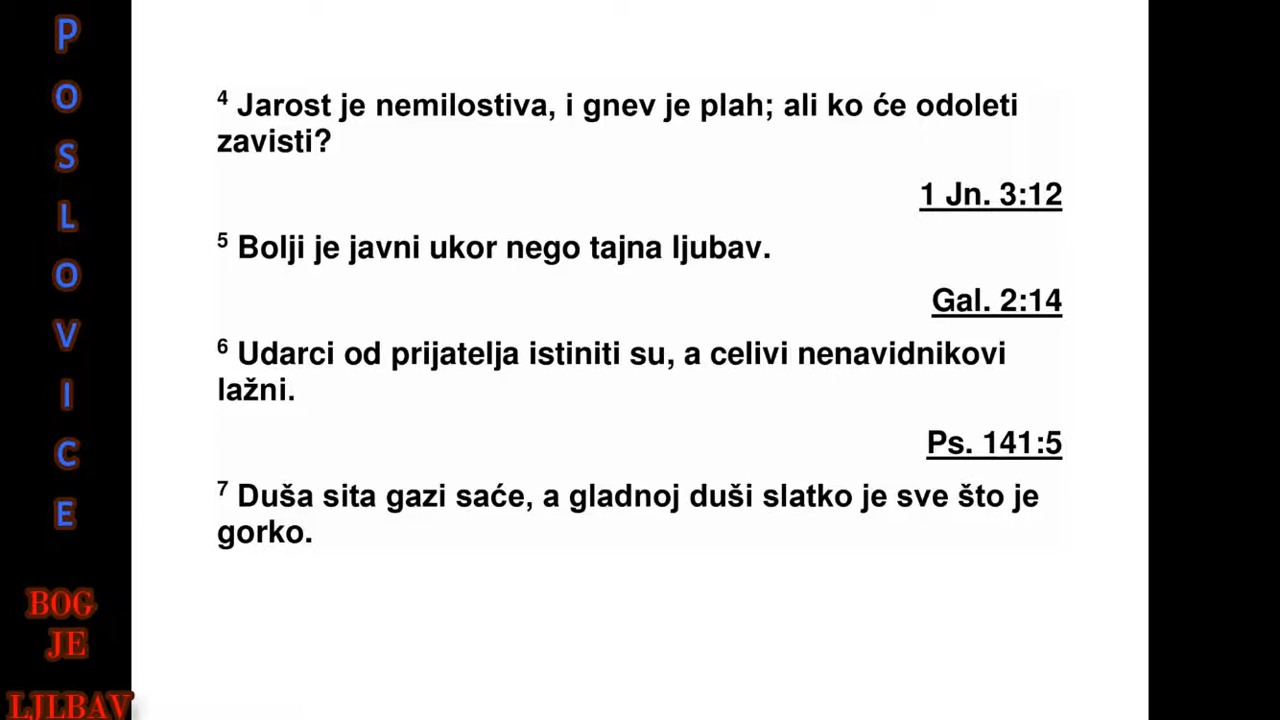 P
O
S
L
O
V
I
C
E
BOG
JE
LJLBAV
4 Jarost je nemilostiva, i gnev je plah; ali ko će odoleti
zavisti?
1 Jn. 3:12
5 Bolji je javni ukor nego tajna ljubav.
Gal. 2:14
6 Udarci od prijatelja istiniti su, a celivi nenavidnikovi
lažni.
Ps. 141:5
7 Duša sita gazi saće, a gladnoj duši slatko je sve što je
gorko.